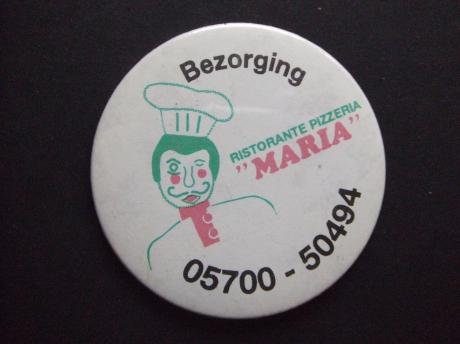 Bezorging
RISTORANTE PIZZERIA
"MARIA"
05700 - 50494